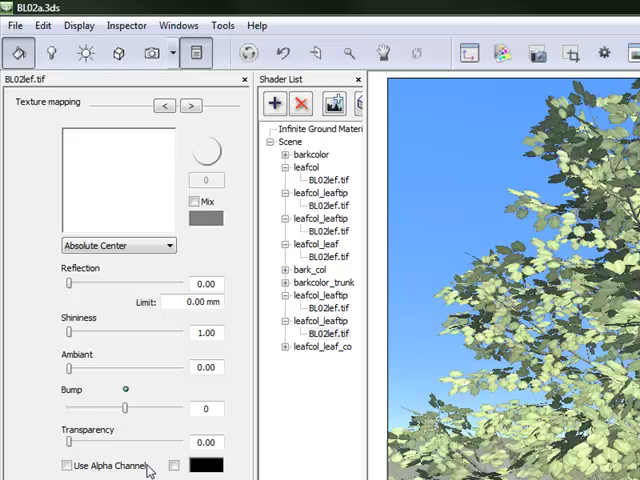 BL02a.3ds
File Edit Display Inspector Windows Tools Help
BL02lef.tif
Texture mapping
<
>
0
Mix
Absolute Center
Reflection
0.00
Limit: 0.00 mm
Shininess
1.00
Ambiant
0.00
Bump
0
Transparency
0.00
Use Alpha Channel
Shader List
Infinite Ground Materi
Scene
barkcolor
leafcol
BL02lef.tif
leafcol_leaftip
BL02lef.tif
leafcol_leaftip
BL02lef.tif
leafcol_leaf
BL02lef.tif
bark_col
barkcolor_trunk
leafcol_leaftip
BL02lef.tif
leafcol_leaftip
BL02lef.tif
leafcol_leaf_co